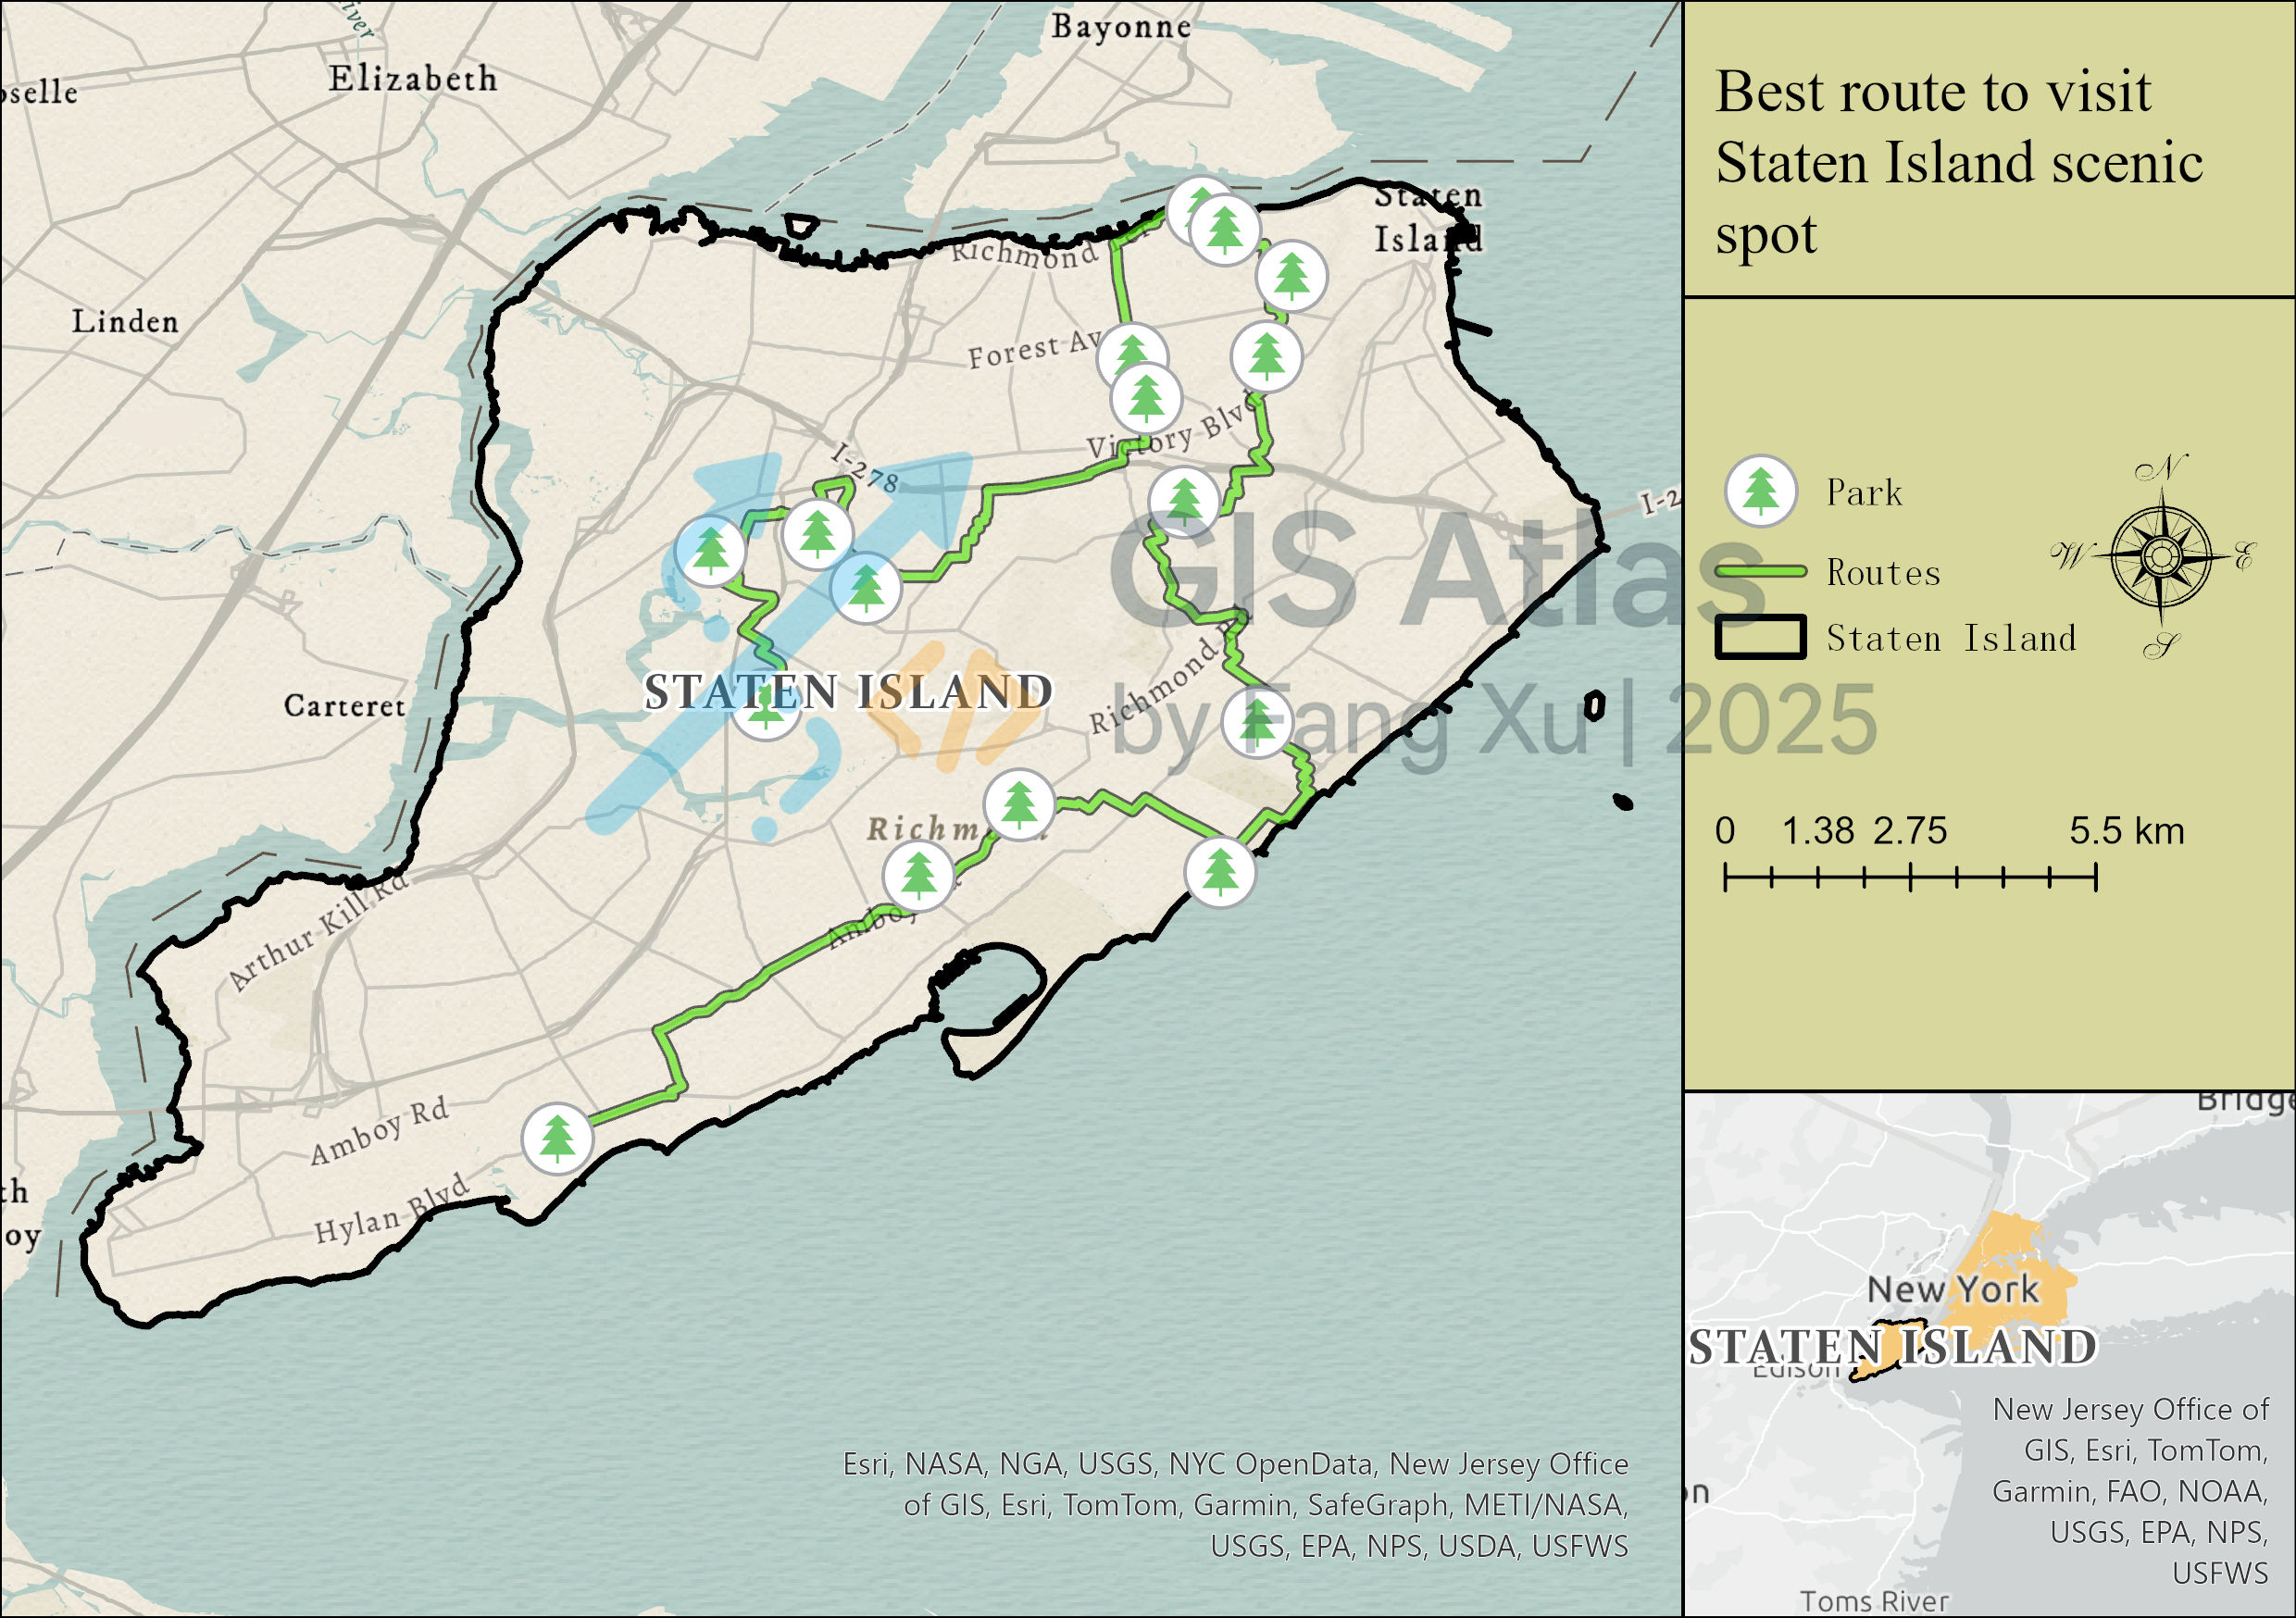 Bayonne
Elizabeth
selle
iver
Linden
Staten
Island
Richmond
Forest Av
Victory Blvd
I-278
I-2
STATEN ISLAND
Carteret
Richmond Rd
Richm
Amboy
Arthur Kill Rd
Amboy Rd
Hylan Blvd
th
oy
GIS Atlas
by Fang Xu | 2025
Esri, NASA, NGA, USGS, NYC OpenData, New Jersey Office
of GIS, Esri, TomTom, Garmin, SafeGraph, METI/NASA,
USGS, EPA, NPS, USDA, USFWS
Best route to visit
Staten Island scenic
spot
Park
Routes
Staten Island
N
W E
S
0 1.38 2.75 5.5 km
Bridge
New York
STATEN ISLAND
Edison
on
New Jersey Office of
GIS, Esri, TomTom,
Garmin, FAO, NOAA,
USGS, EPA, NPS,
USFWS
Toms River